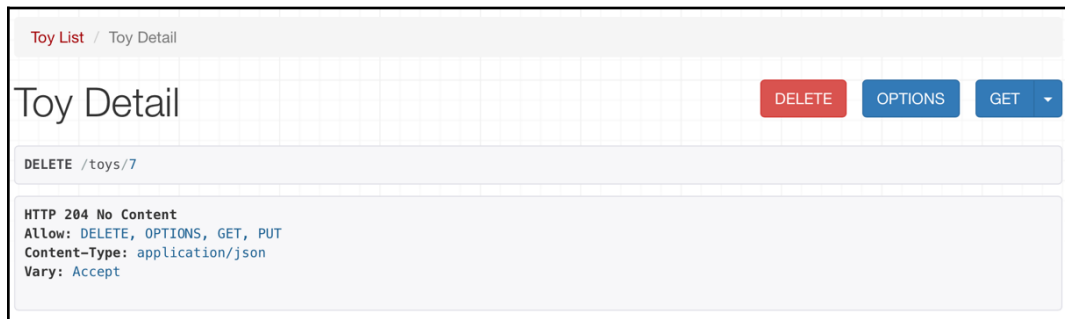 Toy List / Toy Detail
Toy Detail
DELETE OPTIONS GET
DELETE /toys/7
HTTP 204 No Content
Allow: DELETE, OPTIONS, GET, PUT
Content-Type: application/json
Vary: Accept